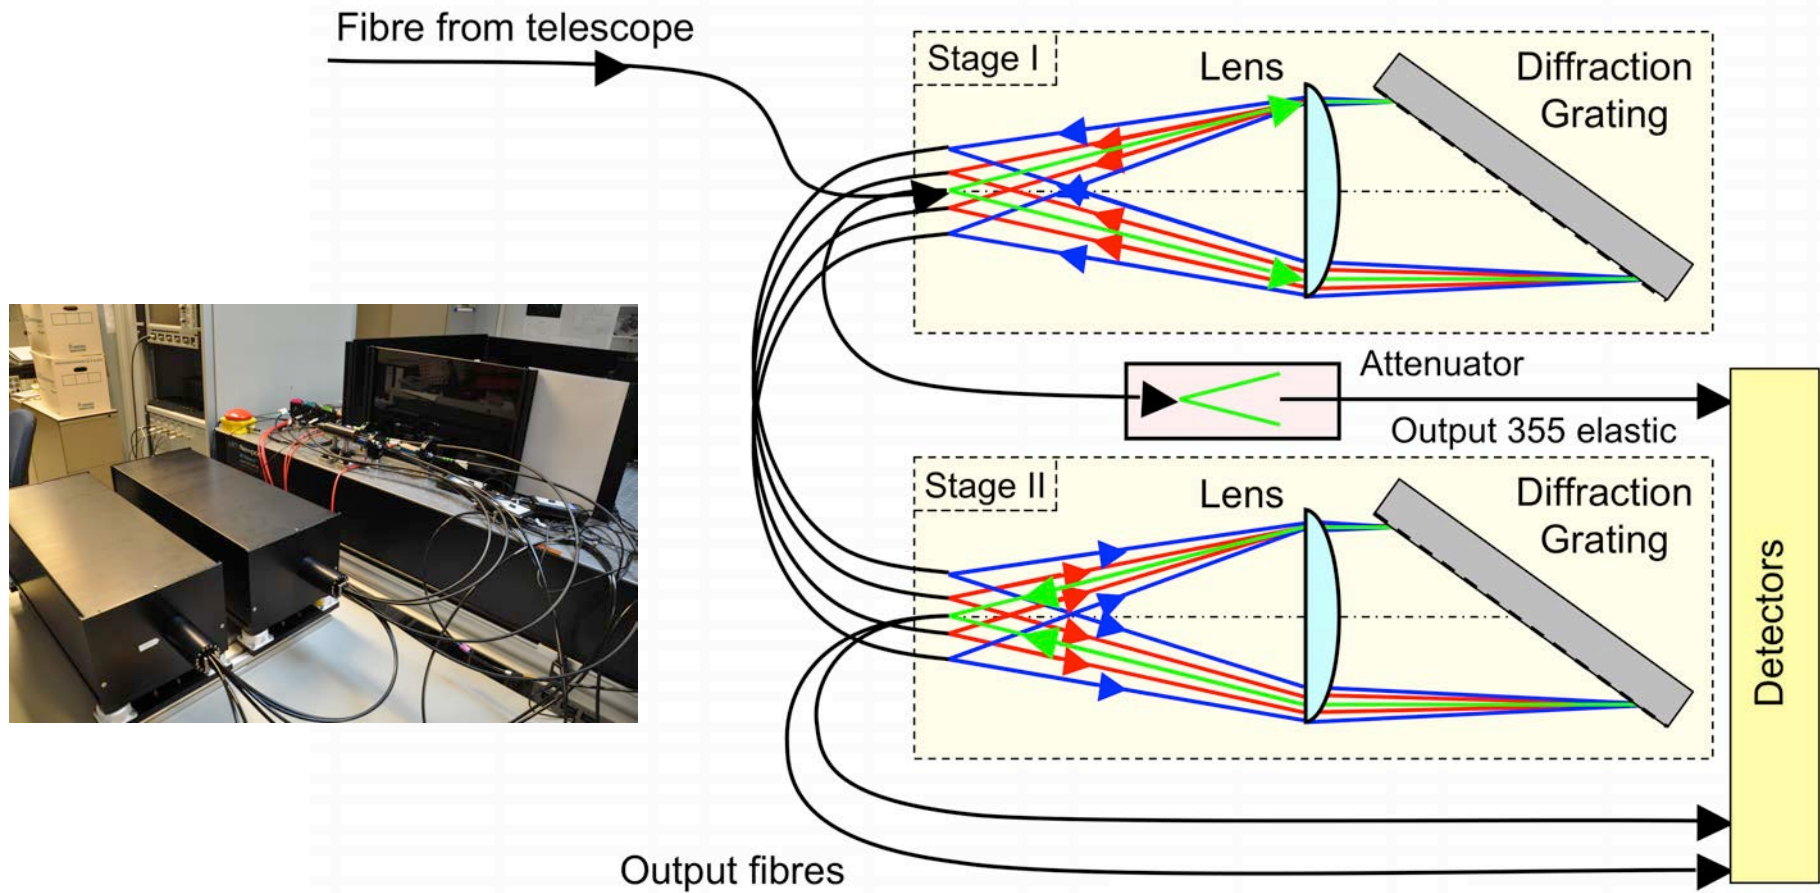 Fibre from telescope
Stage I
Lens
Diffraction
Grating
Attenuator
Output 355 elastic
Stage II
Lens
Diffraction
Grating
Detectors
Output fibres